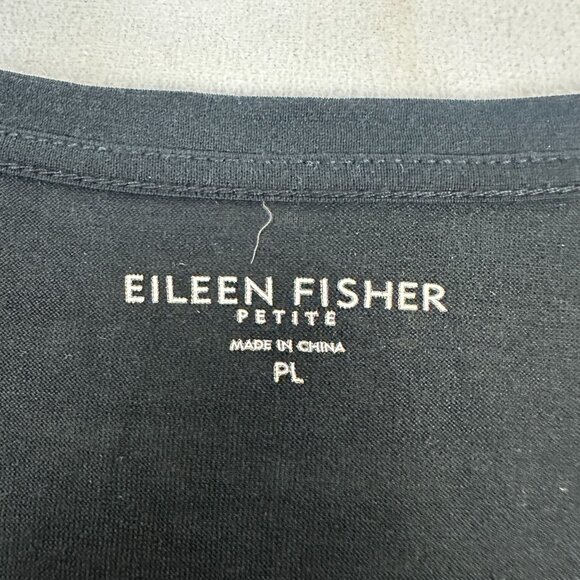 EILEEN FISHER
PETITE
MADE IN CHINA
PL